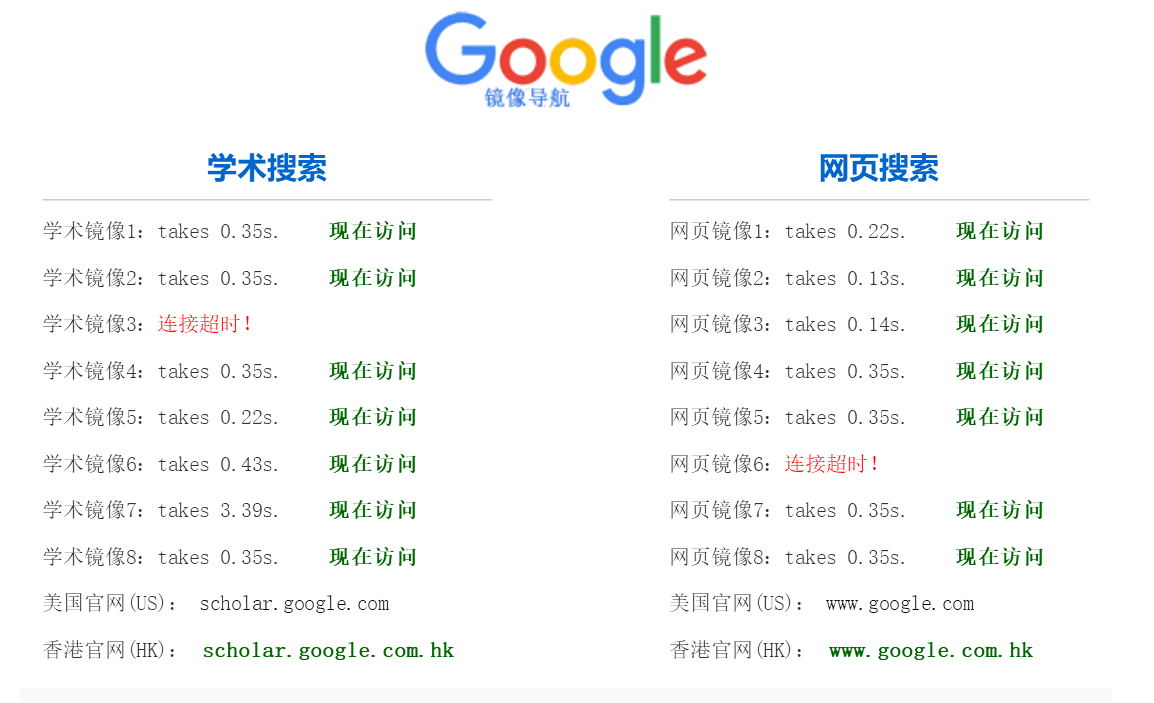 Google
镜像导航
学术搜索
学术镜像1: takes 0.35s. 现在访问
学术镜像2: takes 0.35s. 现在访问
学术镜像3: 连接超时!
学术镜像4: takes 0.35s. 现在访问
学术镜像5: takes 0.22s. 现在访问
学术镜像6: takes 0.43s. 现在访问
学术镜像7: takes 3.39s. 现在访问
学术镜像8: takes 0.35s. 现在访问
美国官网(US): scholar.google.com
香港官网(HK): scholar.google.com.hk
网页搜索
网页镜像1: takes 0.22s. 现在访问
网页镜像2: takes 0.13s. 现在访问
网页镜像3: takes 0.14s. 现在访问
网页镜像4: takes 0.35s. 现在访问
网页镜像5: takes 0.35s. 现在访问
网页镜像6: 连接超时!
网页镜像7: takes 0.35s. 现在访问
网页镜像8: takes 0.35s. 现在访问
美国官网(US): www.google.com
香港官网(HK): www.google.com.hk